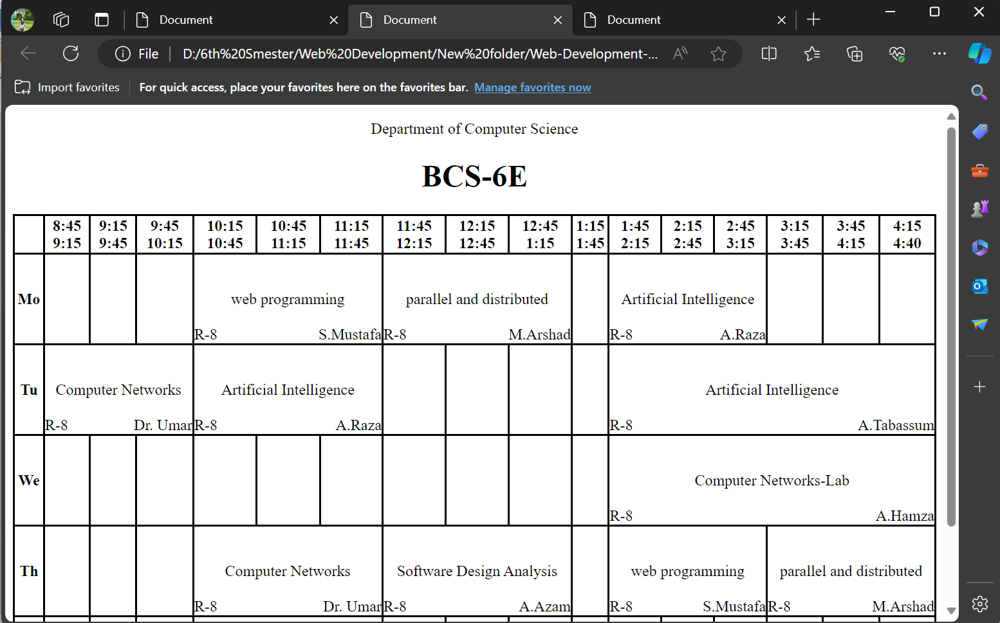 Document
Document
Document
File
D:/6th%20Smester/Web%20Development/New%20folder/Web-Development-...
Import favorites
For quick access, place your favorites here on the favorites bar. Manage favorites now
Department of Computer Science
BCS-6E
8:45 9:15 9:45 10:15 10:45 11:15 11:45 12:15 12:45 1:15 1:45 2:15 2:45 3:15 3:45 4:15
9:15 9:45 10:15 10:45 11:15 11:45 12:15 12:45 1:15 1:45 2:15 2:45 3:15 3:45 4:15 4:40
Mo web programming parallel and distributed Artificial Intelligence
R-8 S.Mustafa R-8 M.Arshad R-8 A.Raza
Tu Computer Networks Artificial Intelligence Artificial Intelligence
R-8 Dr. Umar R-8 A.Raza R-8 A.Tabassum
We Computer Networks-Lab
R-8 A.Hamza
Th Computer Networks Software Design Analysis web programming parallel and distributed
R-8 Dr. Umar R-8 A.Azam R-8 S.Mustafa R-8 M.Arshad